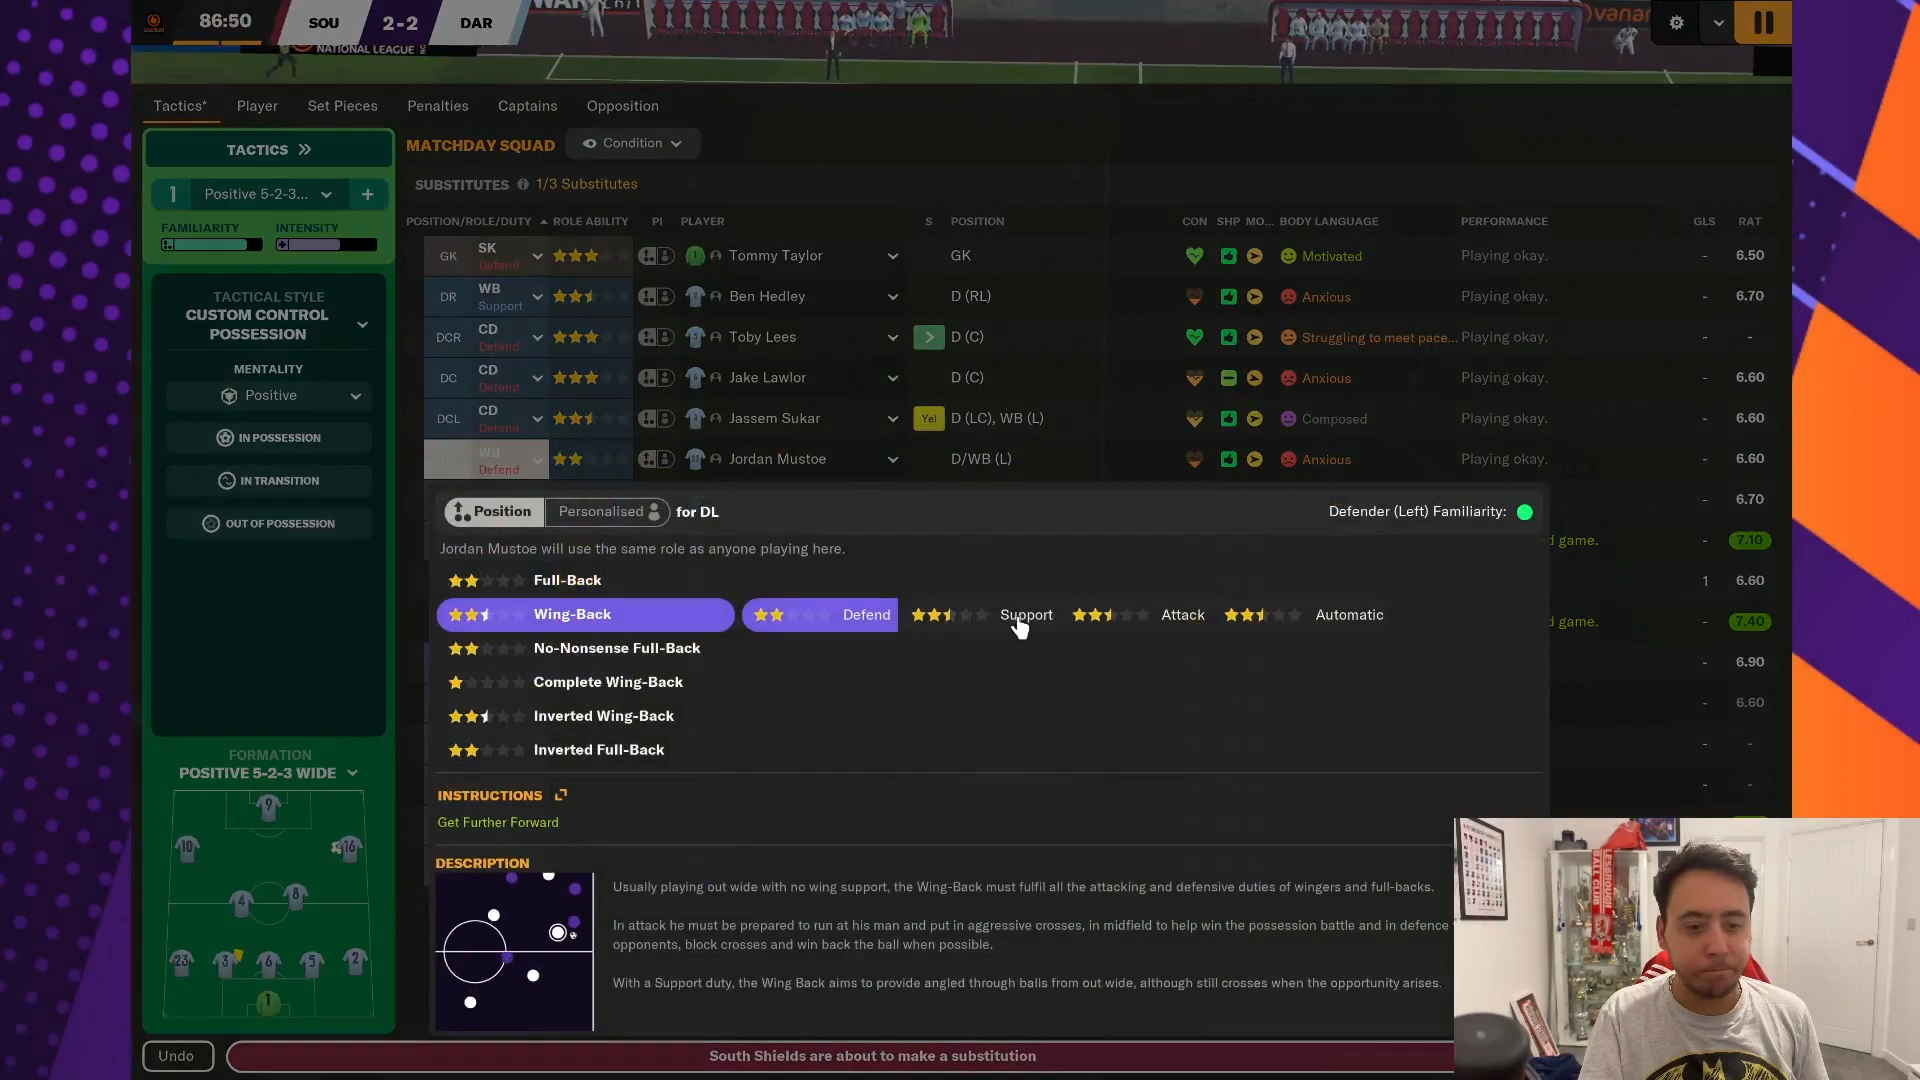 86:50 SOU 2-2 DAR
NATIONAL LEAGUE
Tactics* Player Set Pieces Penalties Captains Opposition
TACTICS
1 Positive 5-2-3... +
FAMILIARITY INTENSITY
TACTICAL STYLE
CUSTOM CONTROL
POSSESSION
MENTALITY
Positive
IN POSSESSION
IN TRANSITION
OUT OF POSSESSION
FORMATION
POSITIVE 5-2-3 WIDE
9
10 16
4 8
23 3 6 5 2
1
MATCHDAY SQUAD Condition
SUBSTITUTES 1/3 Substitutes
POSITION/ROLE/DUTY ROLE ABILITY PI PLAYER S POSITION CON SHP MO... BODY LANGUAGE PERFORMANCE GLS RAT
GK SK Defend Tommy Taylor GK Motivated Playing okay. - 6.50
DR WB Support Ben Hedley D (RL) Anxious Playing okay. - 6.70
DCR CD Defend Toby Lees D (C) Struggling to meet pace... Playing okay. - -
DC CD Defend Jake Lawlor D (C) Anxious Playing okay. - 6.60
DCL CD Defend Jassem Sukar Yel D (LC), WB (L) Composed Playing okay. - 6.60
WB Defend Jordan Mustoe D/WB (L) Anxious Playing okay. - 6.60
- 6.70
d game. - 7.10
1 6.60
d game. - 7.40
- 6.90
- 6.60
- -
- -
Position Personalised for DL Defender (Left) Familiarity:
Jordan Mustoe will use the same role as anyone playing here.
Full-Back
Wing-Back Defend Support Attack Automatic
No-Nonsense Full-Back
Complete Wing-Back
Inverted Wing-Back
Inverted Full-Back
INSTRUCTIONS
Get Further Forward
DESCRIPTION
Usually playing out wide with no wing support, the Wing-Back must fulfil all the attacking and defensive duties of wingers and full-backs.
In attack he must be prepared to run at his man and put in aggressive crosses, in midfield to help win the possession battle and in defence
opponents, block crosses and win back the ball when possible.
With a Support duty, the Wing Back aims to provide angled through balls from out wide, although still crosses when the opportunity arises.
Undo
South Shields are about to make a substitution